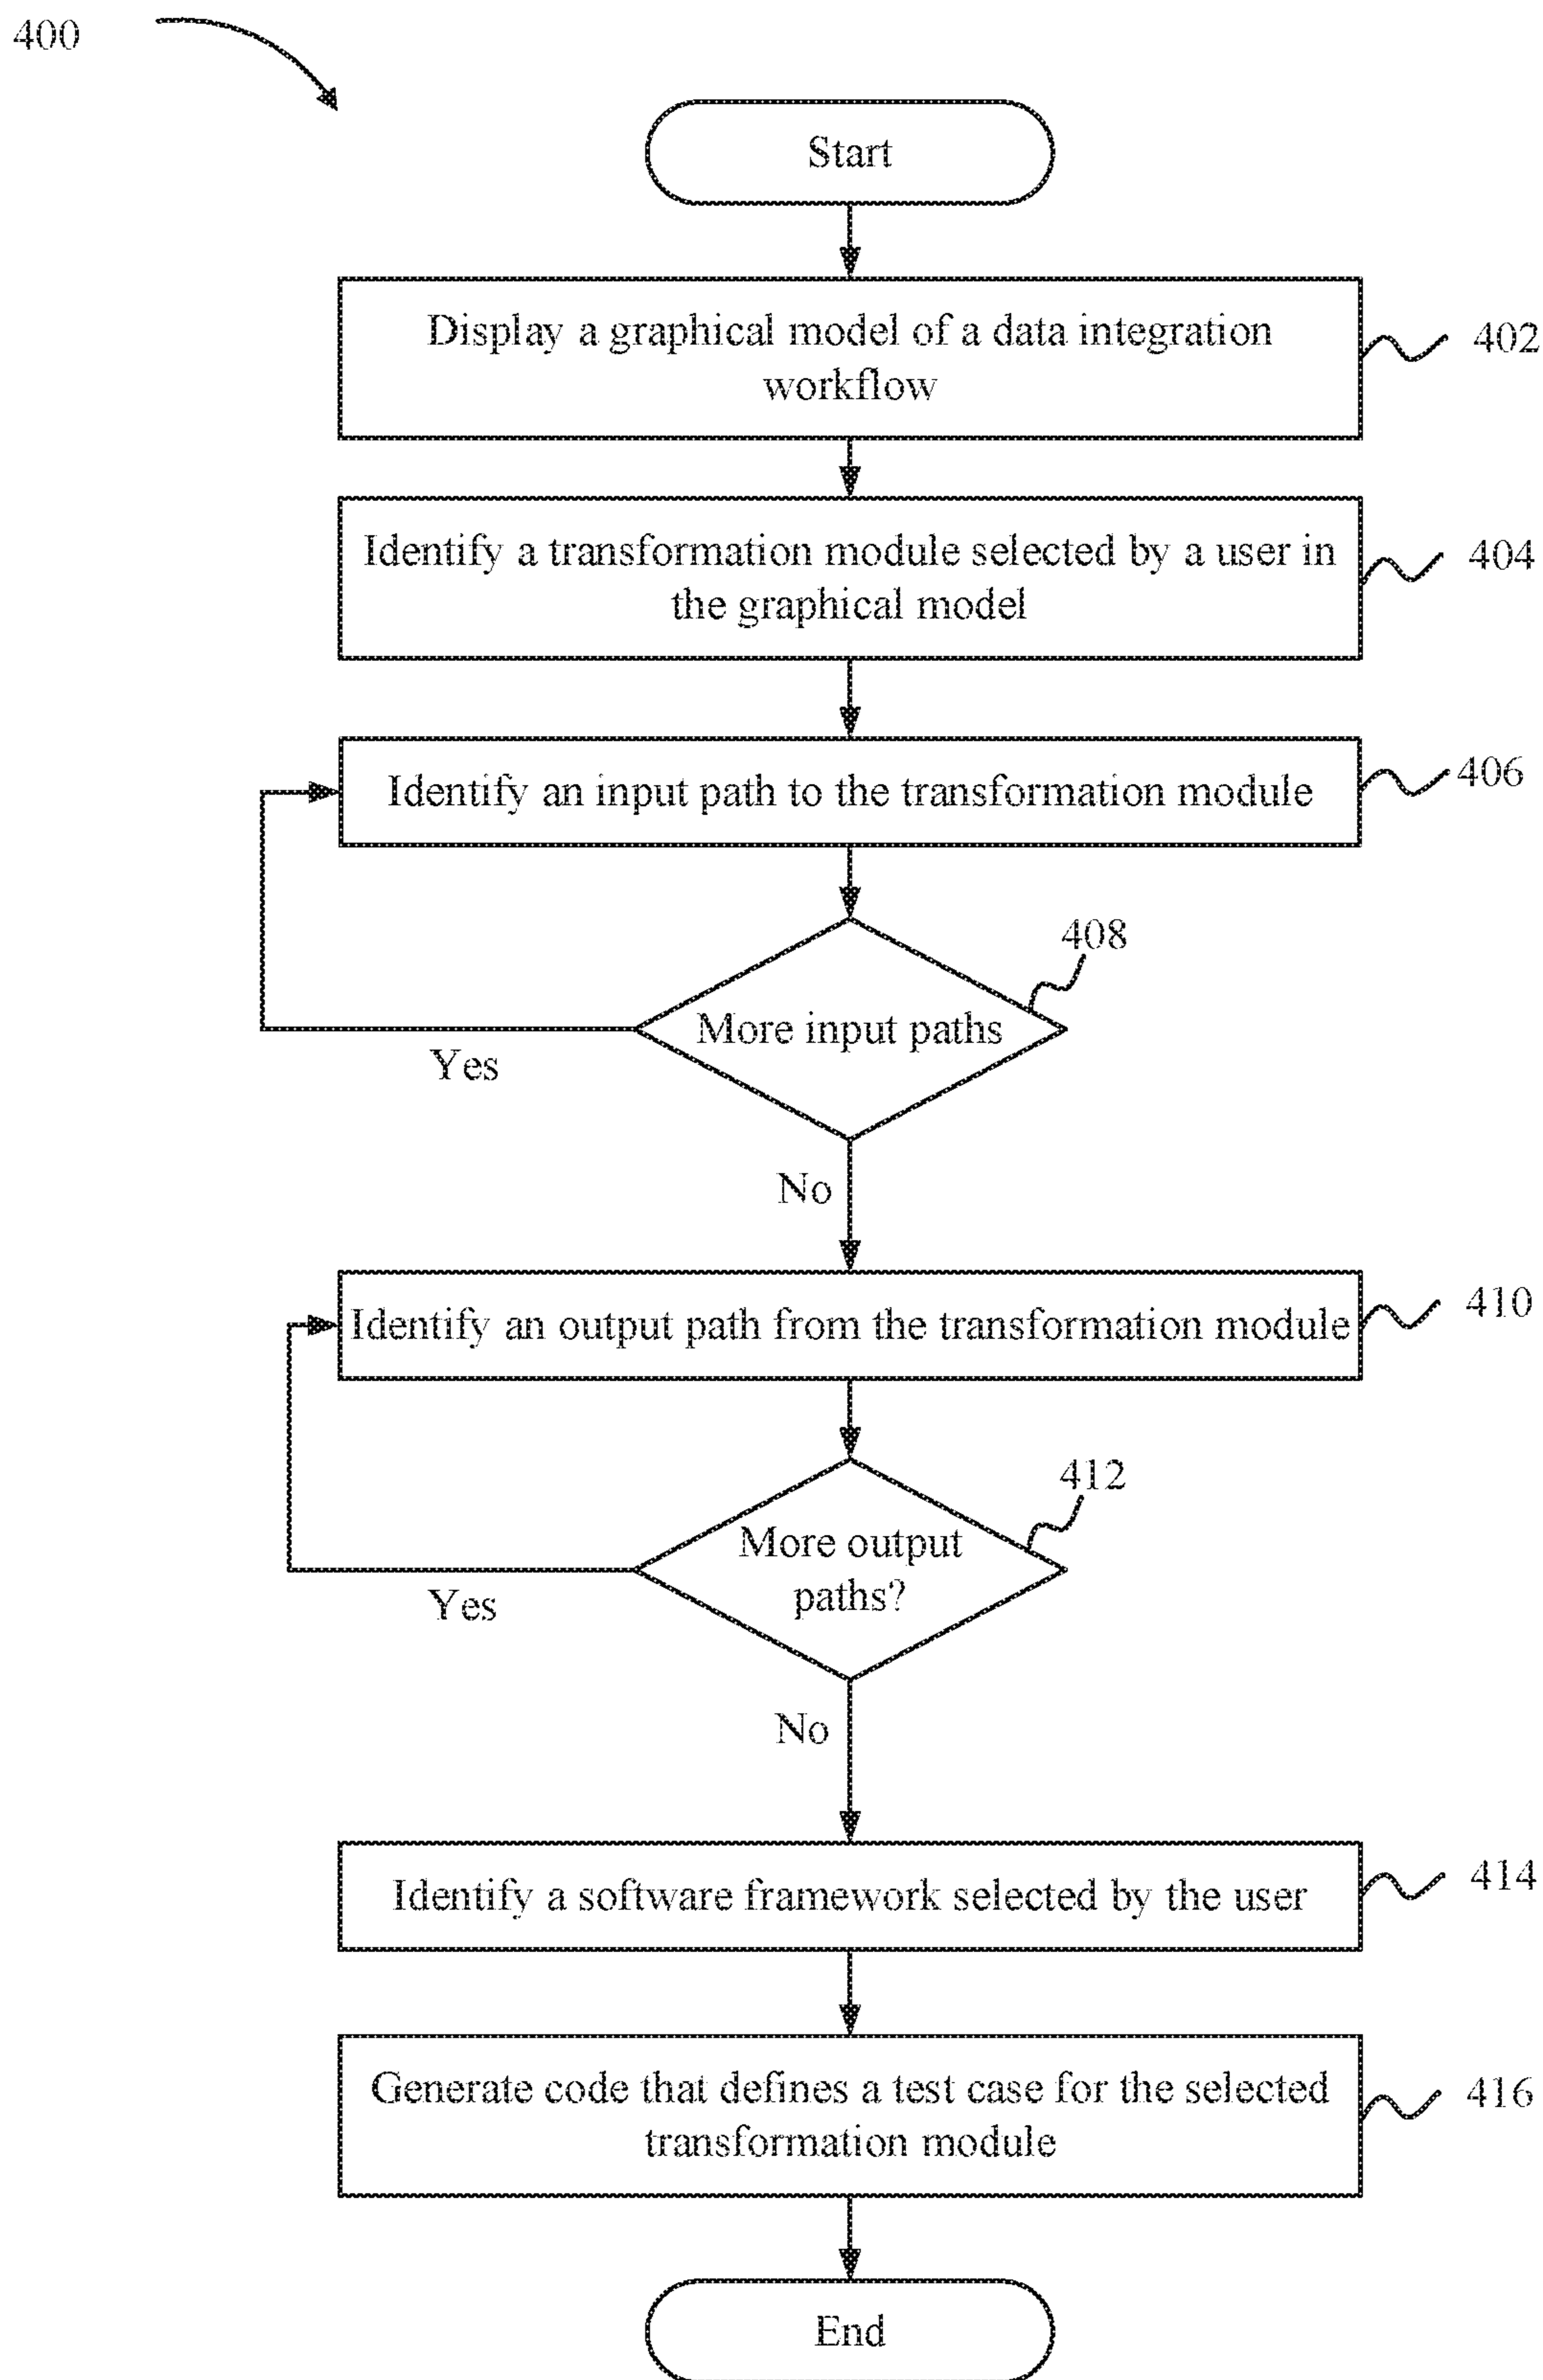 400
Start
Display a graphical model of a data integration
workflow
402
Identify a transformation module selected by a user in
the graphical model
404
Identify an input path to the transformation module
406
408
More input paths
Yes
No
Identify an output path from the transformation module
410
412
More output
paths?
Yes
No
Identify a software framework selected by the user
414
Generate code that defines a test case for the selected
transformation module
416
End